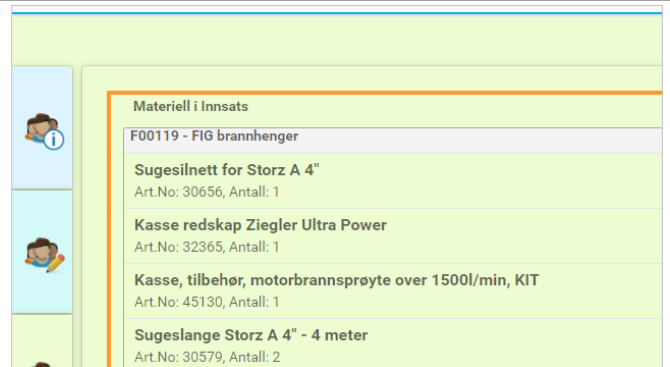 Materiell i Innsats
F00119 - FIG brannhenger
Sugesilnett for Storz A 4"
Art.No: 30656, Antall: 1
Kasse redskap Ziegler Ultra Power
Art.No: 32365, Antall: 1
Kasse, tilbehør, motorbrannsprøyte over 1500l/min, KIT
Art.No: 45130, Antall: 1
Sugeslange Storz A 4" - 4 meter
Art.No: 30579, Antall: 2